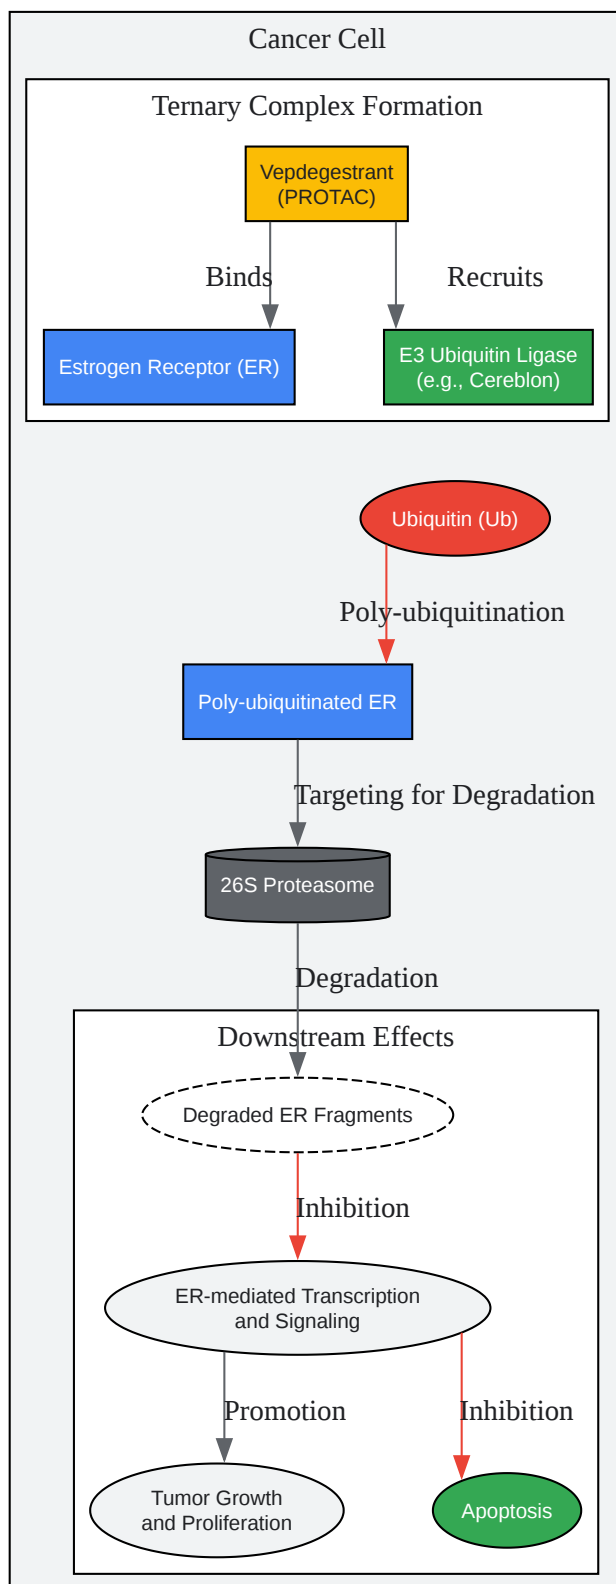 Cancer Cell
Ternary Complex Formation
Vepdegestrant
(PROTAC)
Binds
Recruits
Estrogen Receptor (ER)
E3 Ubiquitin Ligase
(e.g., Cereblon)
Ubiquitin (Ub)
Poly-ubiquitination
Poly-ubiquitinated ER
Targeting for Degradation
26S Proteasome
Degradation
Downstream Effects
Degraded ER Fragments
Inhibition
ER-mediated Transcription
and Signaling
Promotion
Inhibition
Tumor Growth
and Proliferation
Apoptosis